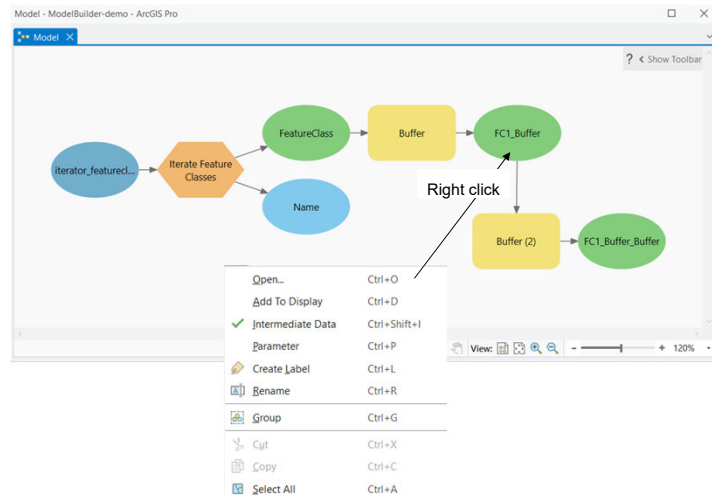 Model - ModelBuilder-demo - ArcGIS Pro
Model
? < Show Toolbar
FeatureClass
Buffer
FC1_Buffer
iterator_featurecl...
Iterate Feature
Classes
Right click
Name
Buffer (2)
FC1_Buffer_Buffer
Open... Ctrl+O
Add To Display Ctrl+D
Intermediate Data Ctrl+Shift+I
Parameter Ctrl+P
View: 120%
Create Label Ctrl+L
Rename Ctrl+R
Group Ctrl+G
Cut Ctrl+X
Copy Ctrl+C
Select All Ctrl+A